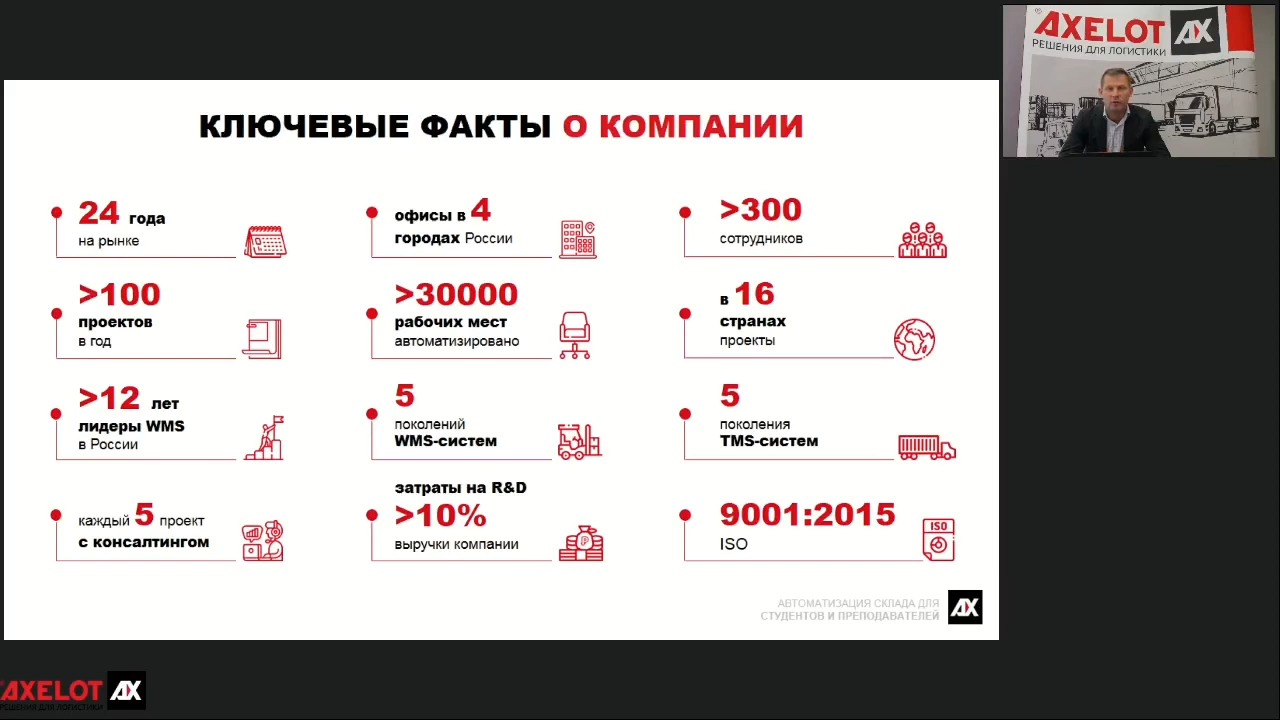 КЛЮЧЕВЫЕ ФАКТЫ О КОМПАНИИ
24 года
на рынке
офисы в 4
городах России
>300
сотрудников
>100
проектов
в год
>30000
рабочих мест
автоматизировано
в 16
странах
проекты
>12 лет
лидеры WMS
в России
5
поколений
WMS-систем
5
поколения
TMS-систем
каждый 5 проект
с консалтингом
затраты на R&D
>10%
выручки компании
9001:2015
ISO
ISO
АВТОМАТИЗАЦИЯ СКЛАДА ДЛЯ
СТУДЕНТОВ И ПРЕПОДАВАТЕЛЕЙ
AX
AXELOT AX
РЕШЕНИЯ ДЛЯ ЛОГИСТИКИ
AXELOT AX
РЕШЕНИЯ ДЛЯ ЛОГИСТИКИ